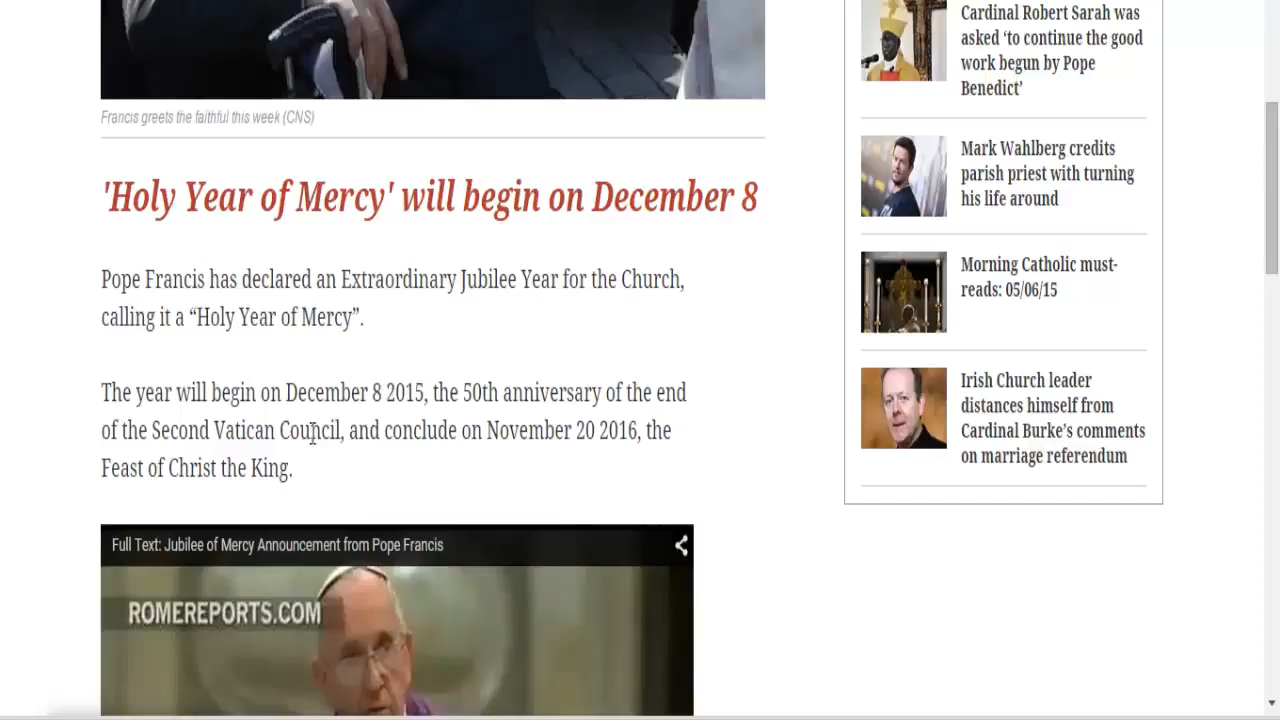 Francis greets the faithful this week (CNS)
'Holy Year of Mercy' will begin on December 8
Pope Francis has declared an Extraordinary Jubilee Year for the Church,
calling it a “Holy Year of Mercy”.
The year will begin on December 8 2015, the 50th anniversary of the end
of the Second Vatican Council, and conclude on November 20 2016, the
Feast of Christ the King.
Full Text: Jubilee of Mercy Announcement from Pope Francis
ROMEREPORTS.COM
Cardinal Robert Sarah was
asked ‘to continue the good
work begun by Pope
Benedict’
Mark Wahlberg credits
parish priest with turning
his life around
Morning Catholic must-
reads: 05/06/15
Irish Church leader
distances himself from
Cardinal Burke’s comments
on marriage referendum